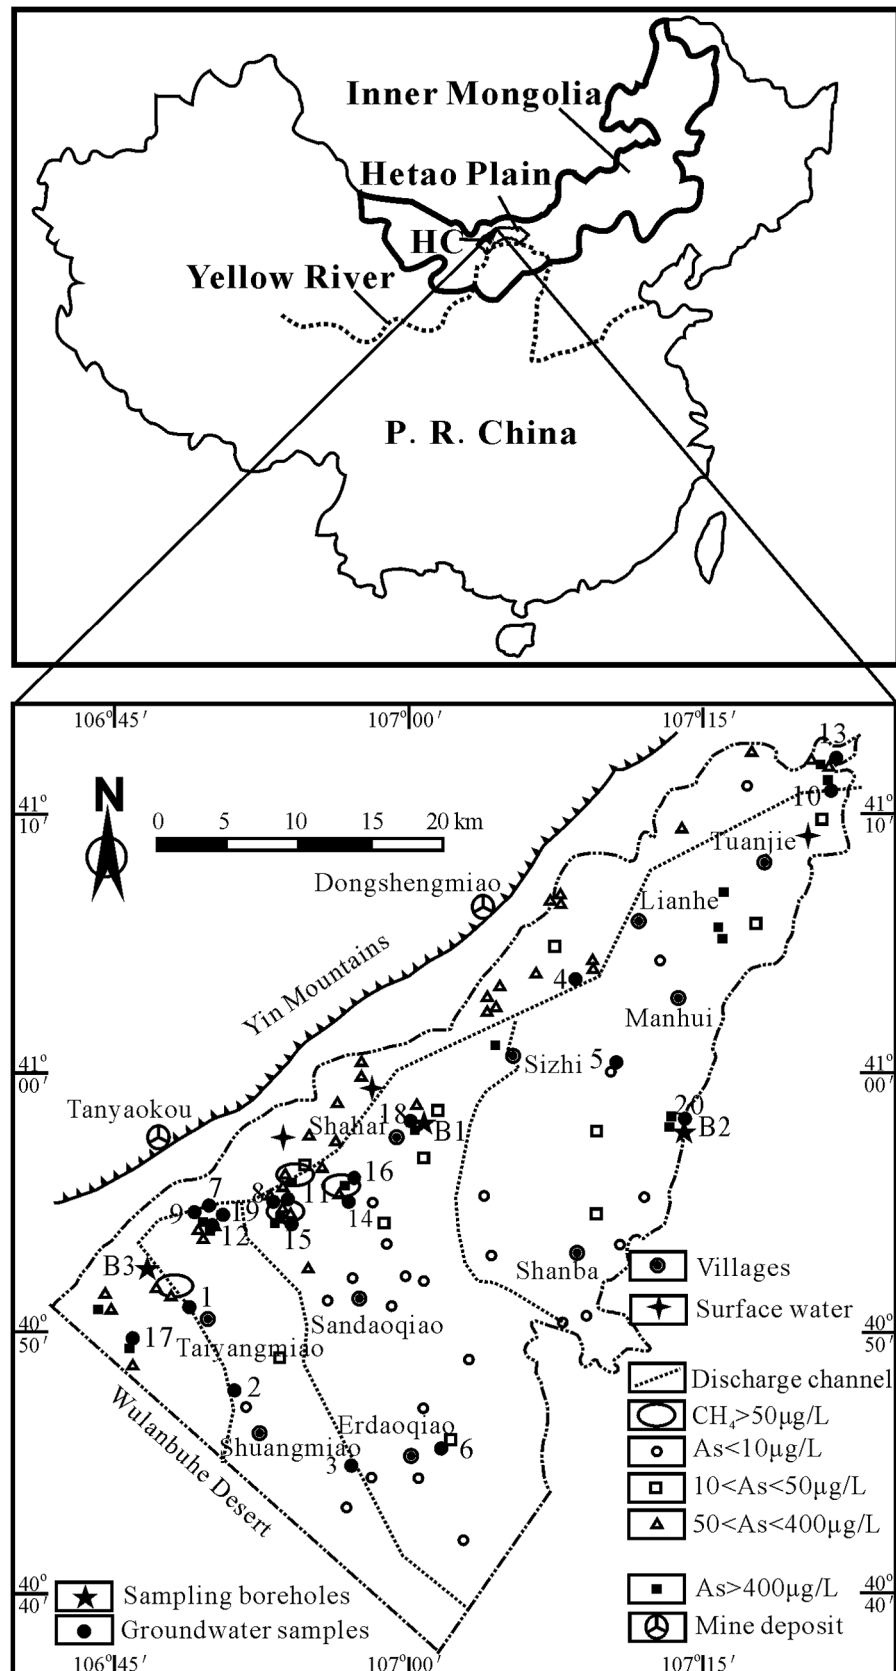 Inner Mongolia
Hetao Plain
HC
Yellow River
P. R. China
106°45′
107°00′
107°15′
N
0 5 10 15 20 km
41°
07′
41°
07′
13
10
Tuanjie
Dongshengmiao
Lianhe
Yin Mountains
4
Manhui
Sizhi
5
41°
00′
41°
00′
Tanyaokou
Shahai
18
B1
20
B2
16
7
8
11
9
19
14
12
15
B3
Shanba
Villages
1
Sandaoqiao
Surface water
17
Taiyangmiao
40°
50′
40°
50′
2
Discharge channel
Wulanbuhe Desert
Erdaoqiao
CH₄>50µg/L
Shuangmiao
6
As<10µg/L
3
10<As<50µg/L
50<As<400µg/L
40°
40′
40°
40′
Sampling boreholes
As>400µg/L
Groundwater samples
Mine deposit
106°45′
107°00′
107°15′